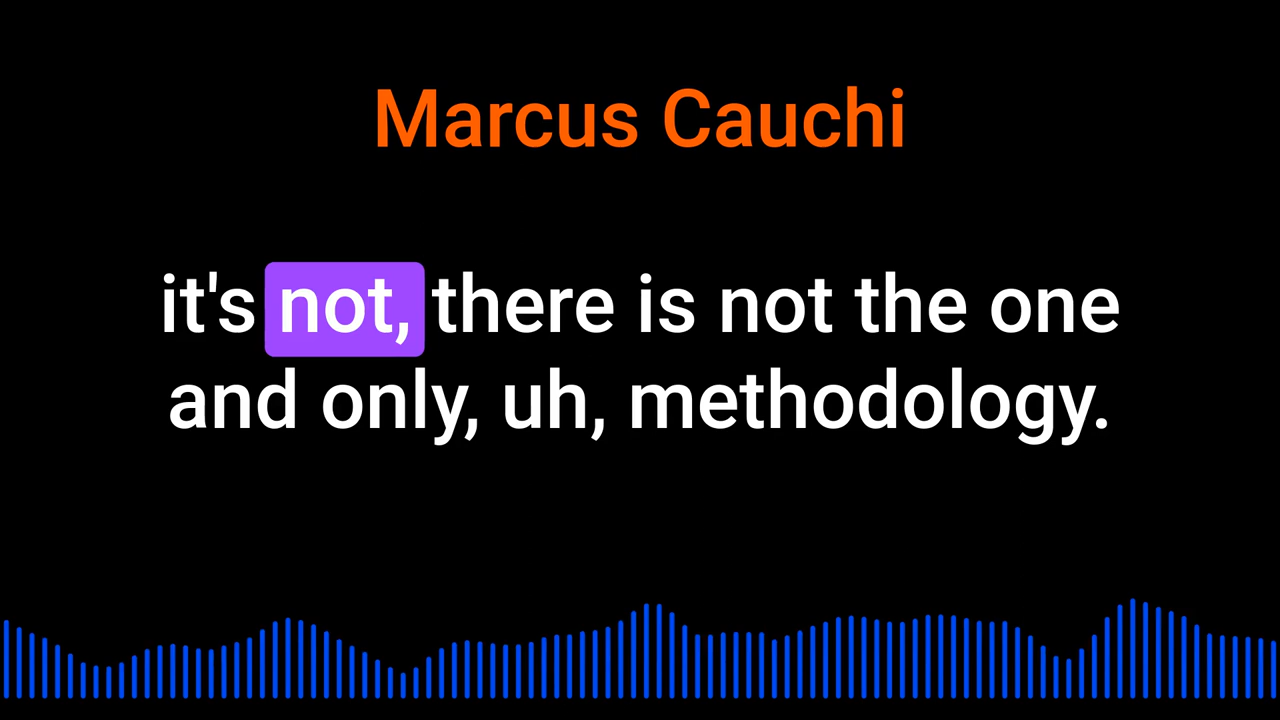 Marcus Cauchi
it's not, there is not the one
and only, uh, methodology.